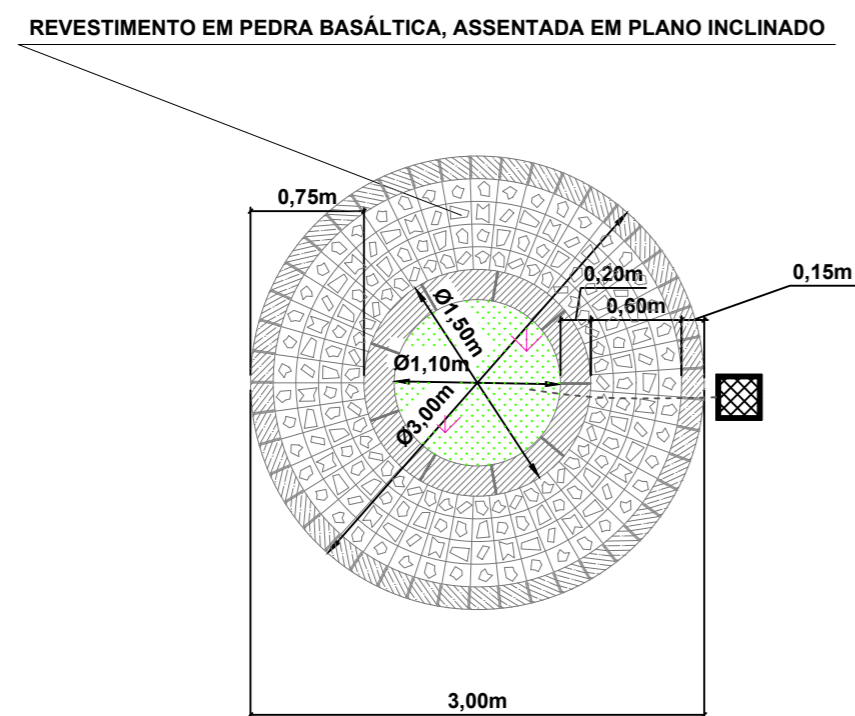 REVESTIMENTO EM PEDRA BASÁLTICA, ASSENTADA EM PLANO INCLINADO
0,75m
0,20m
0,15m
0,60m
Ø1,50m
Ø1,10m
Ø3,00m
3,00m